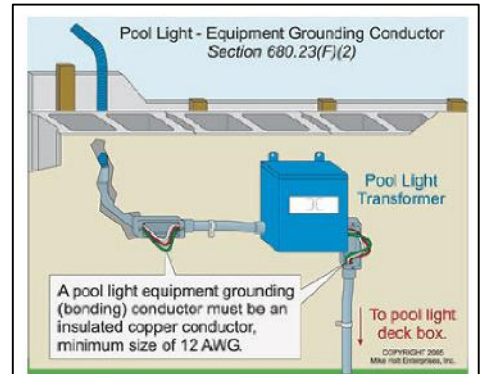 Pool Light - Equipment Grounding Conductor
Section 680.23(F)(2)
Pool Light
Transformer
A pool light equipment grounding
(bonding) conductor must be an
insulated copper conductor,
minimum size of 12 AWG.
To pool light
deck box.
COPYRIGHT 2005
Mike Holt Enterprises, Inc.